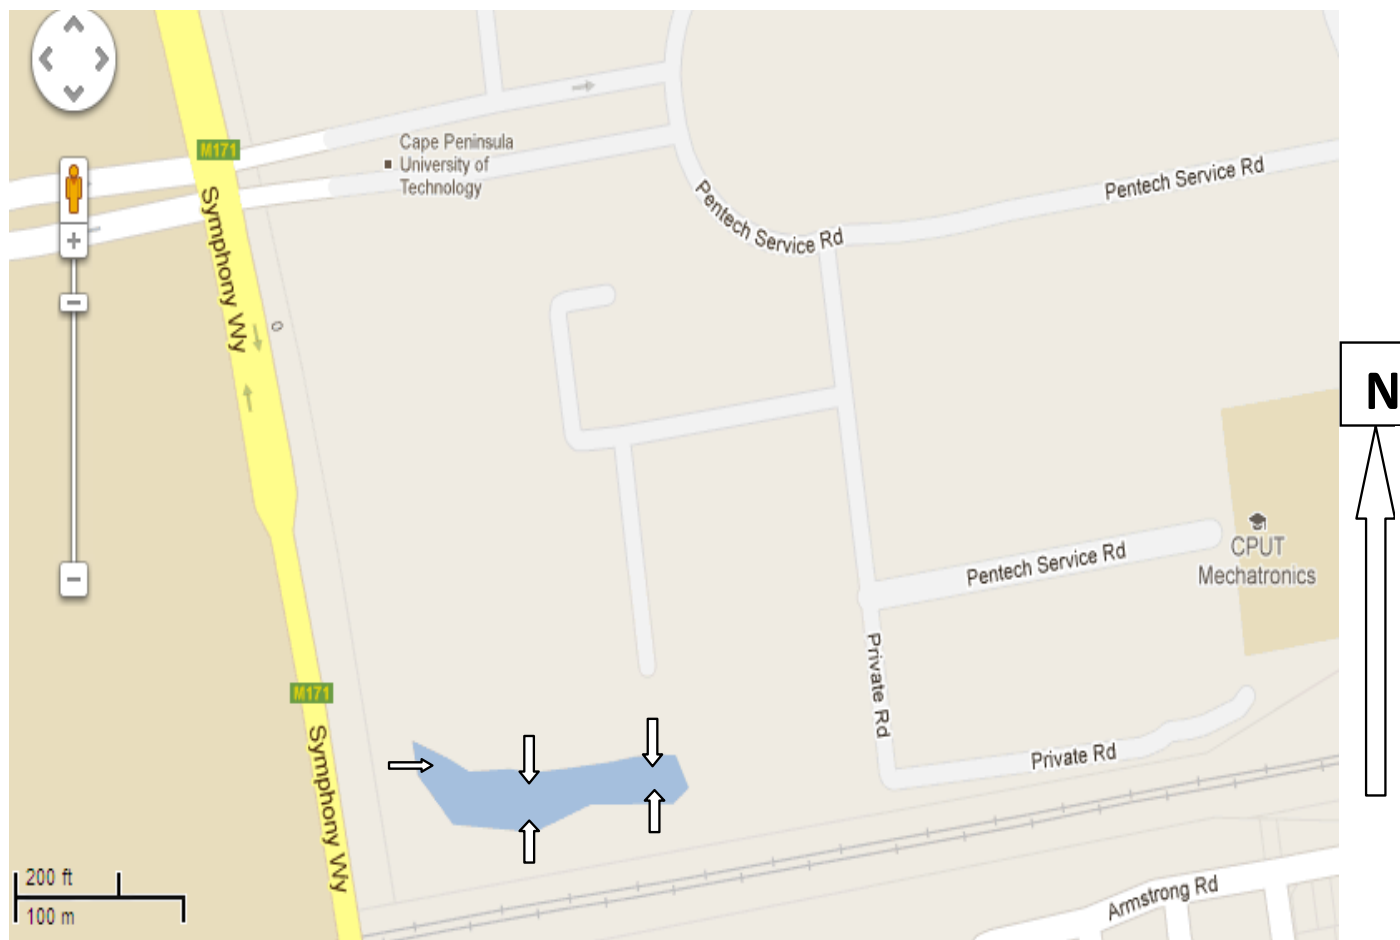 M171
Cape Peninsula
University of
Technology
Symphony Wy
Pentech Service Rd
Pentech Service Rd
N
CPUT
Mechatronics
Pentech Service Rd
Private Rd
M171
Symphony Wy
Private Rd
200 ft
100 m
Armstrong Rd